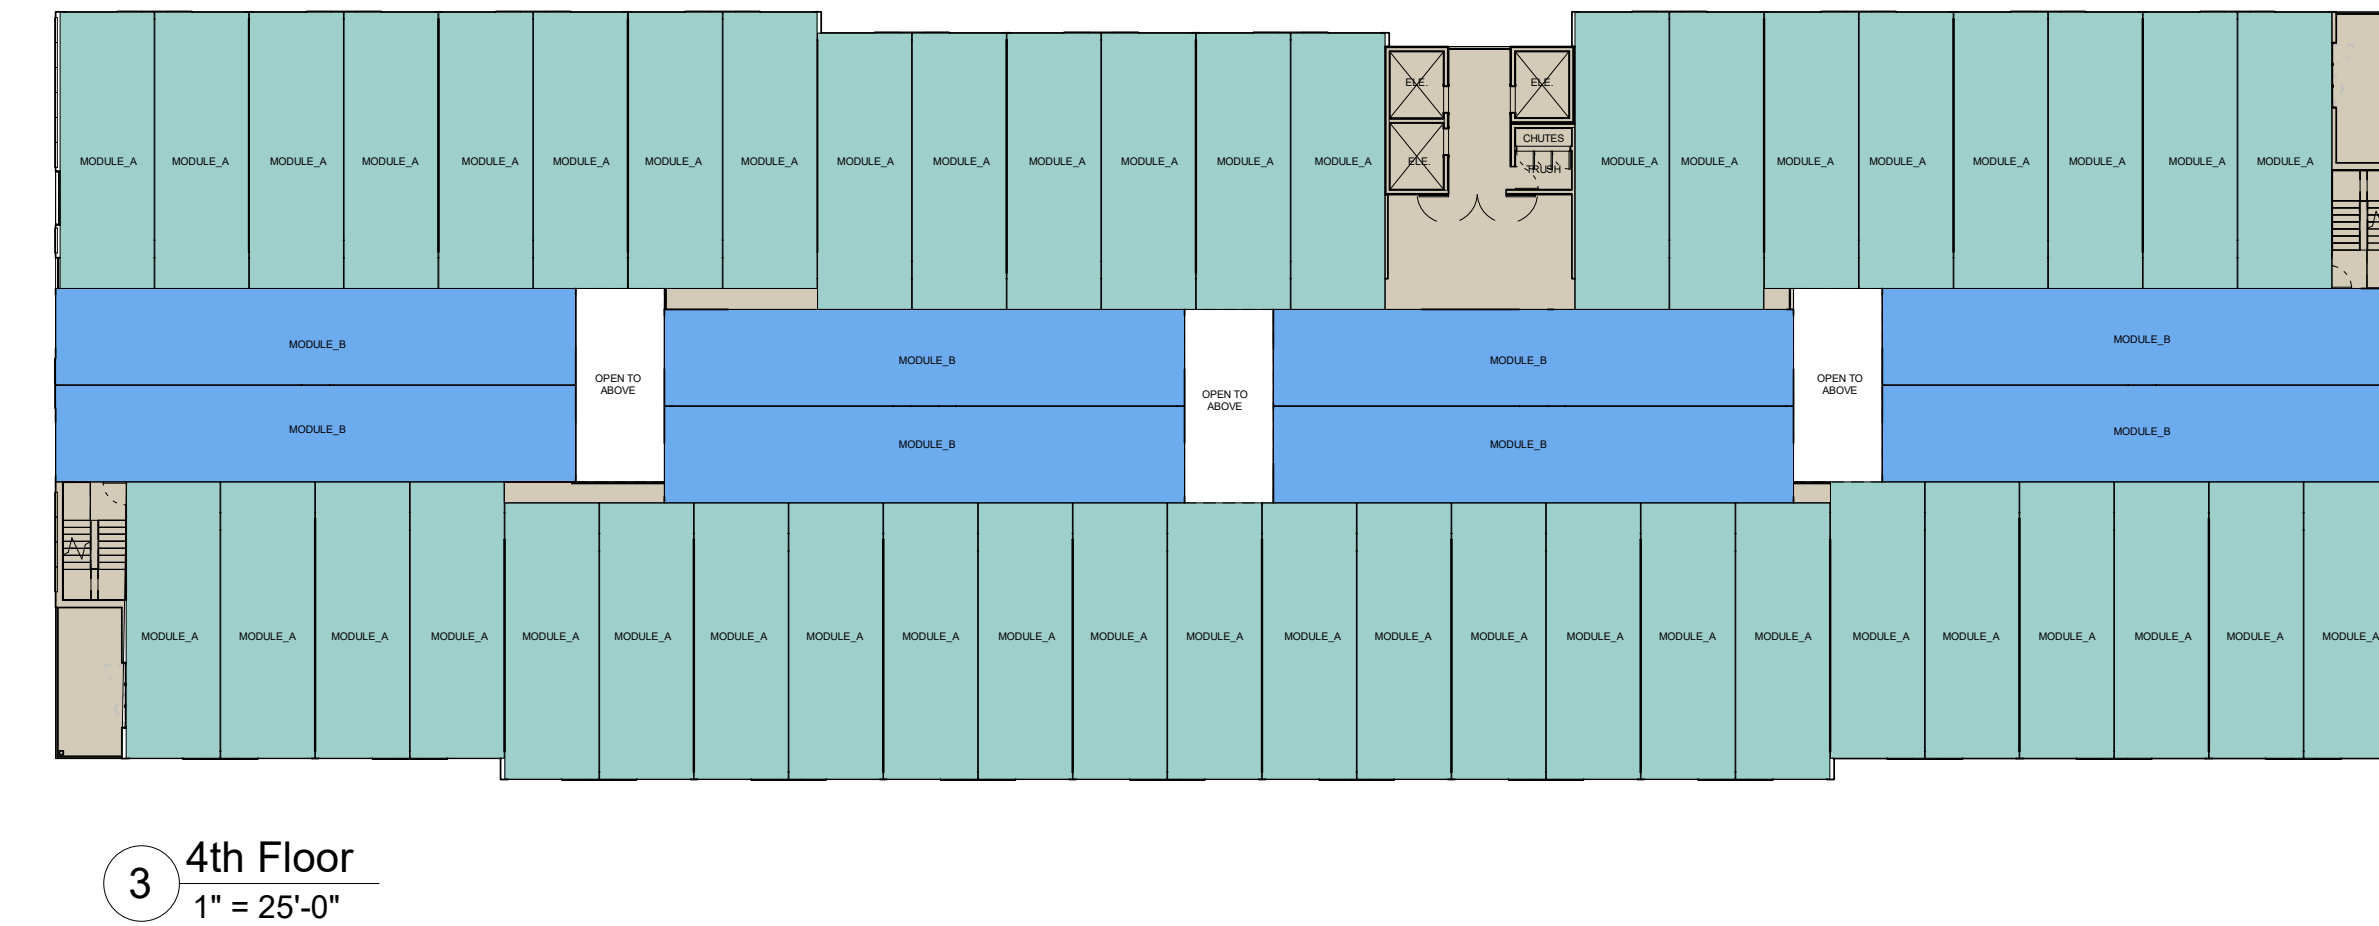 ELE.
ELE.
CHUTES
MODULE_A MODULE_A MODULE_A MODULE_A MODULE_A MODULE_A MODULE_A MODULE_A MODULE_A MODULE_A MODULE_A MODULE_A MODULE_A MODULE_A ELE. MODULE_A MODULE_A MODULE_A MODULE_A MODULE_A MODULE_A MODULE_A MODULE_A
TRUSH
MODULE_B
MODULE_B
MODULE_B
MODULE_B
OPEN TO
ABOVE
OPEN TO
ABOVE
OPEN TO
ABOVE
MODULE_B
MODULE_B
MODULE_B
MODULE_B
MODULE_A MODULE_A MODULE_A MODULE_A MODULE_A MODULE_A MODULE_A MODULE_A MODULE_A MODULE_A MODULE_A MODULE_A MODULE_A MODULE_A MODULE_A MODULE_A MODULE_A MODULE_A MODULE_A MODULE_A MODULE_A MODULE_A MODULE_A MODULE_A
3
4th Floor
1" = 25'-0"